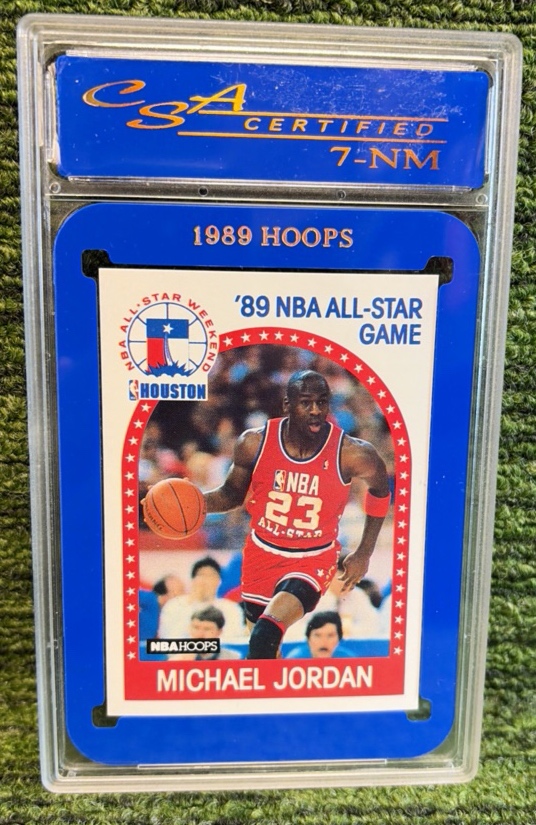 CSA
CERTIFIED
7-NM
1989 HOOPS
NBA ALL-STAR WEEKEND
HOUSTON
'89 NBA ALL-STAR
GAME
NBA
23
ALL-STAR
NBA HOOPS
MICHAEL JORDAN